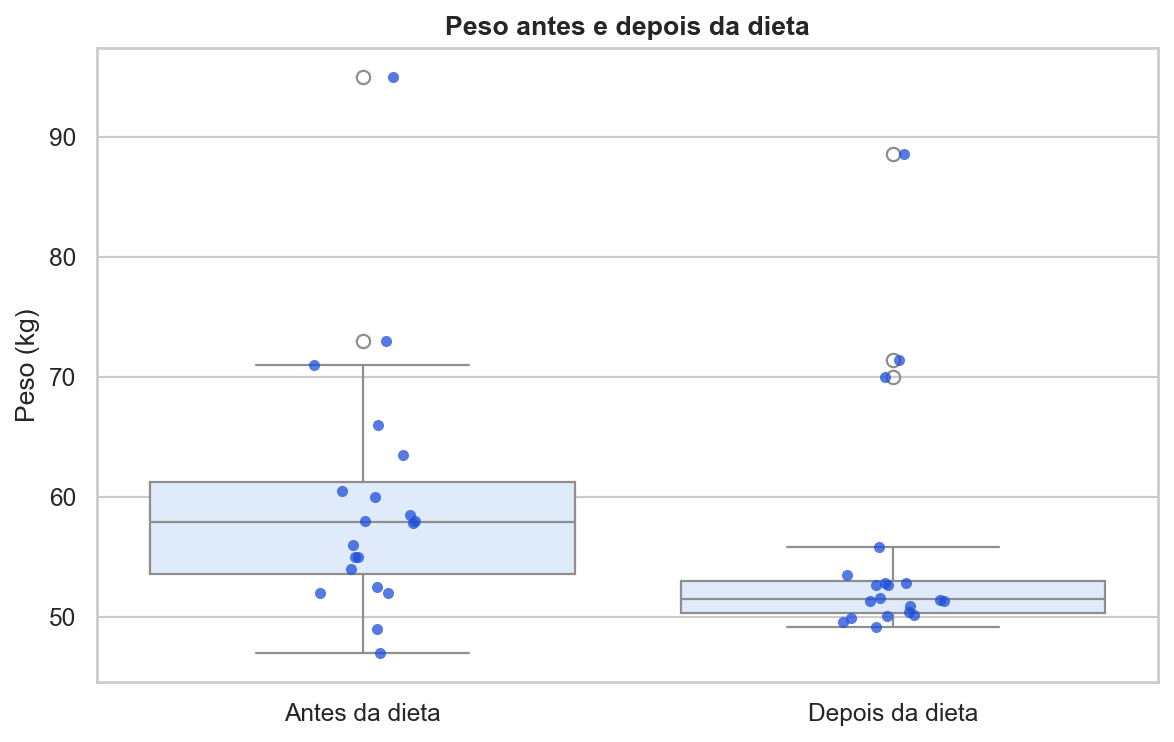 Peso antes e depois da dieta
Peso (kg)
90
80
70
60
50
Antes da dieta
Depois da dieta